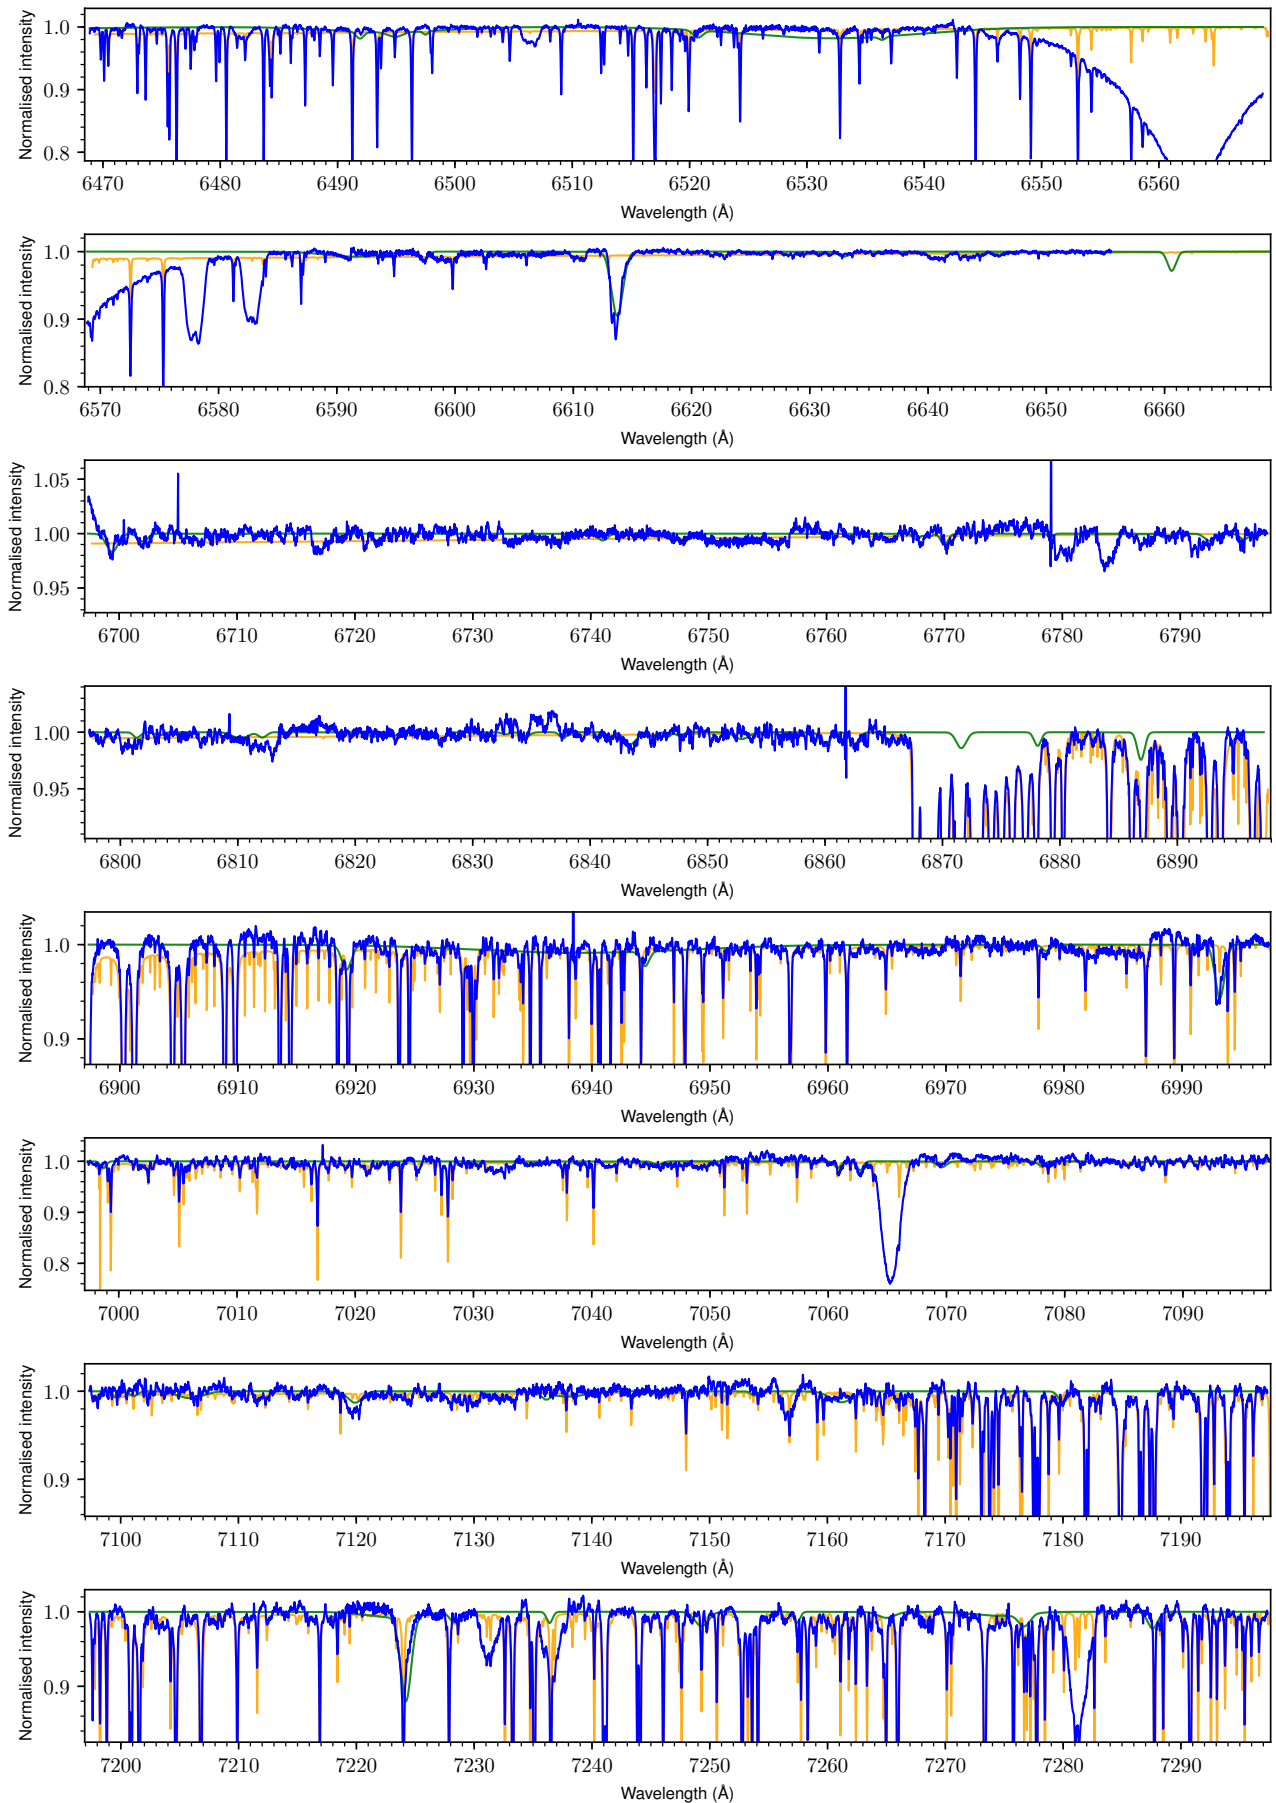 Normalised intensity
1.0
0.9
0.8
6470 6480 6490 6500 6510 6520 6530 6540 6550 6560
Wavelength (Å)
Normalised intensity
1.0
0.9
0.8
6570 6580 6590 6600 6610 6620 6630 6640 6650 6660
Wavelength (Å)
Normalised intensity
1.05
1.00
0.95
6700 6710 6720 6730 6740 6750 6760 6770 6780 6790
Wavelength (Å)
Normalised intensity
1.00
0.95
6800 6810 6820 6830 6840 6850 6860 6870 6880 6890
Wavelength (Å)
Normalised intensity
1.0
0.9
6900 6910 6920 6930 6940 6950 6960 6970 6980 6990
Wavelength (Å)
Normalised intensity
1.0
0.9
0.8
7000 7010 7020 7030 7040 7050 7060 7070 7080 7090
Wavelength (Å)
Normalised intensity
1.0
0.9
7100 7110 7120 7130 7140 7150 7160 7170 7180 7190
Wavelength (Å)
Normalised intensity
1.0
0.9
7200 7210 7220 7230 7240 7250 7260 7270 7280 7290
Wavelength (Å)